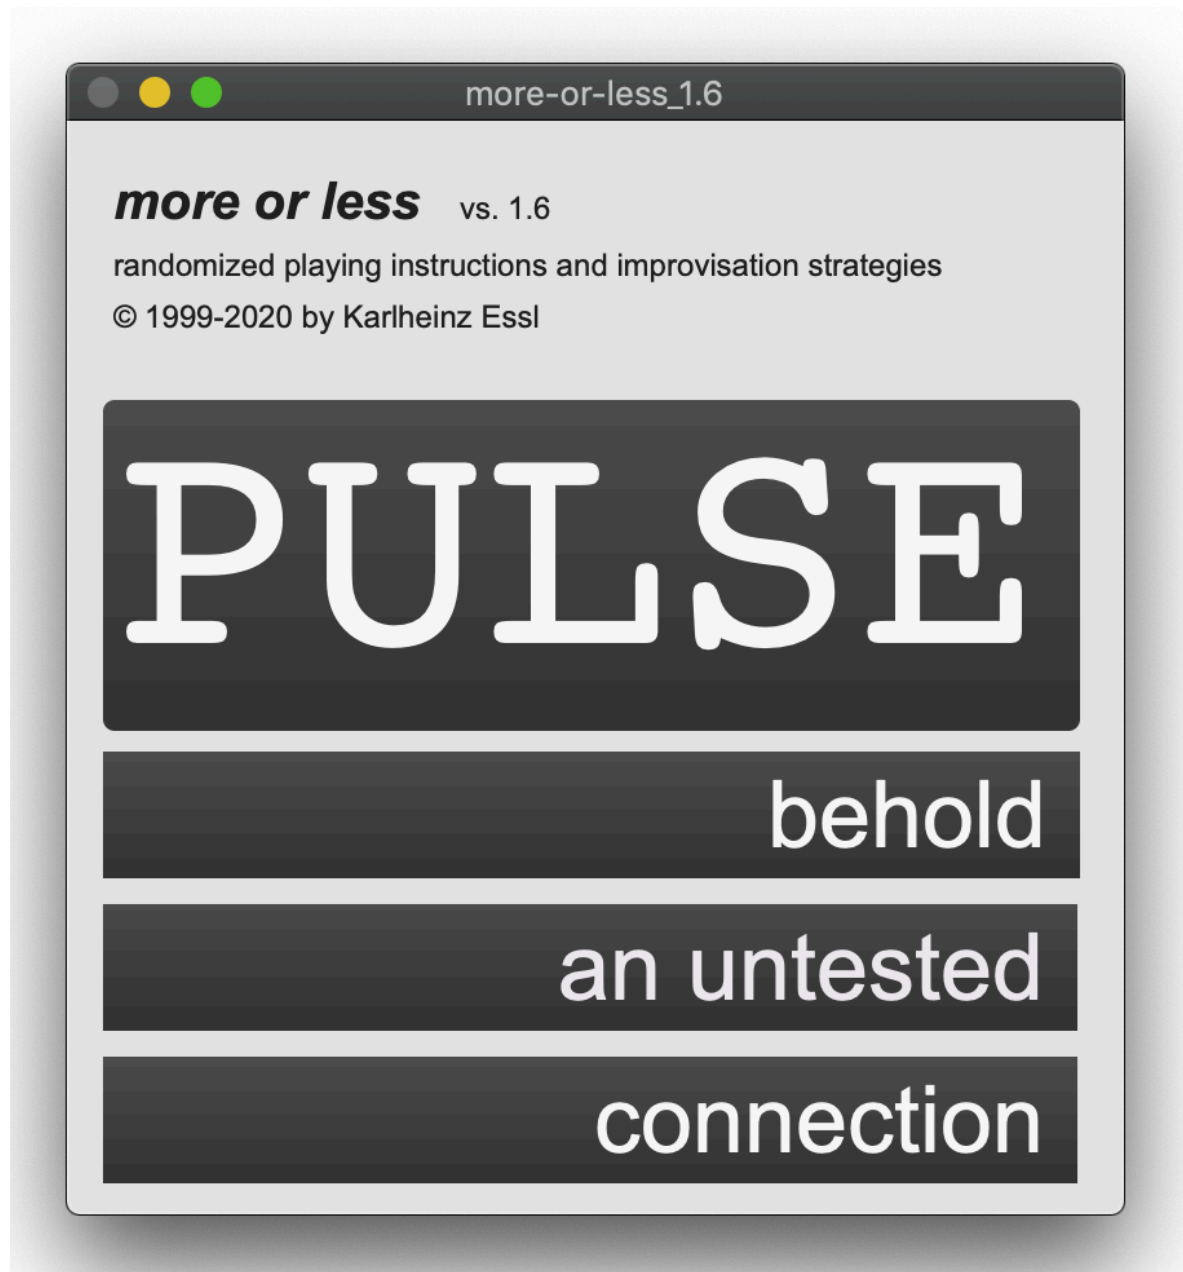 more-or-less_1.6
more or less vs. 1.6
randomized playing instructions and improvisation strategies
© 1999-2020 by Karlheinz Essl
PULSE
behold
an untested
connection